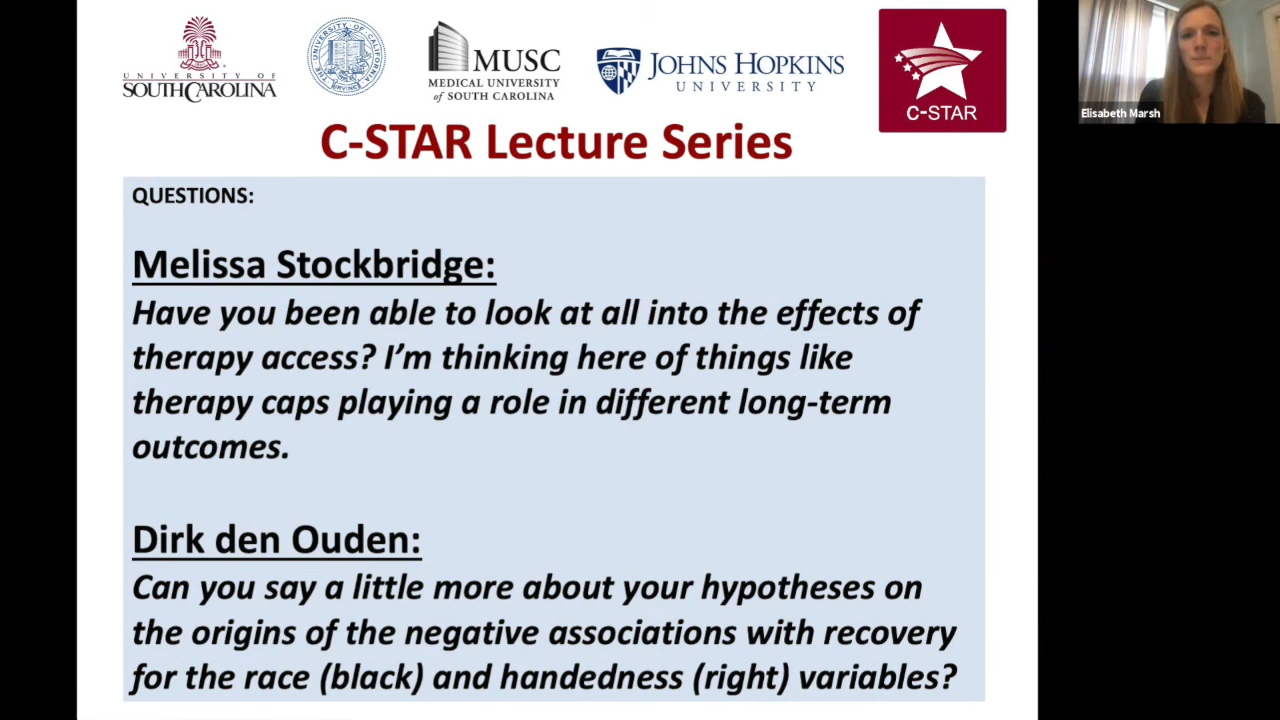 UNIVERSITY OF
SOUTH CAROLINA
MUSC
MEDICAL UNIVERSITY
of SOUTH CAROLINA
JOHNS HOPKINS
UNIVERSITY
C-STAR
Elisabeth Marsh
C-STAR Lecture Series
QUESTIONS:
Melissa Stockbridge:
Have you been able to look at all into the effects of
therapy access? I'm thinking here of things like
therapy caps playing a role in different long-term
outcomes.
Dirk den Ouden:
Can you say a little more about your hypotheses on
the origins of the negative associations with recovery
for the race (black) and handedness (right) variables?